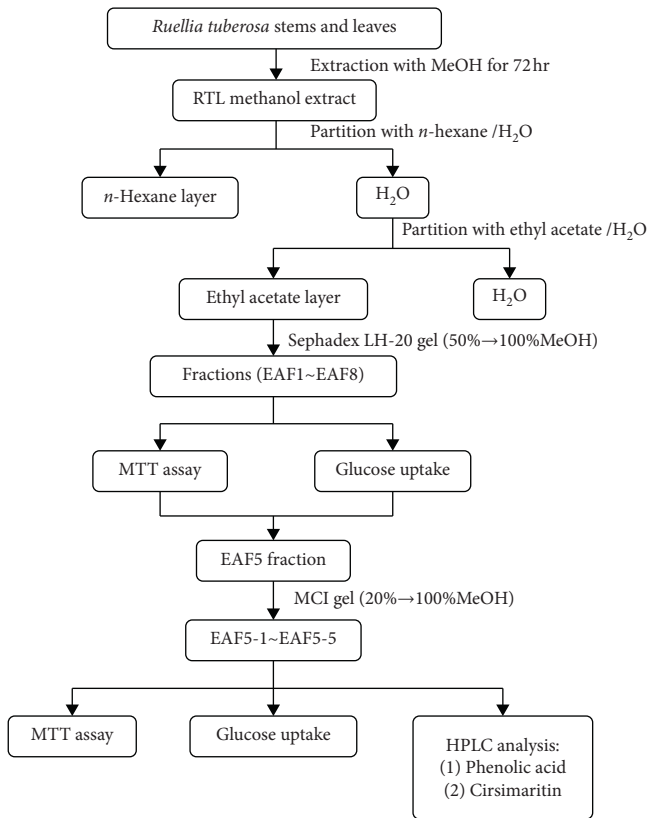 Ruellia tuberosa stems and leaves
Extraction with MeOH for 72 hr
RTL methanol extract
Partition with n-hexane /H₂O
n-Hexane layer
H₂O
Partition with ethyl acetate /H₂O
Ethyl acetate layer
H₂O
Sephadex LH-20 gel (50%→100%MeOH)
Fractions (EAF1~EAF8)
MTT assay
Glucose uptake
EAF5 fraction
MCI gel (20%→100%MeOH)
EAF5-1~EAF5-5
MTT assay
Glucose uptake
HPLC analysis:
(1) Phenolic acid
(2) Cirsimaritin